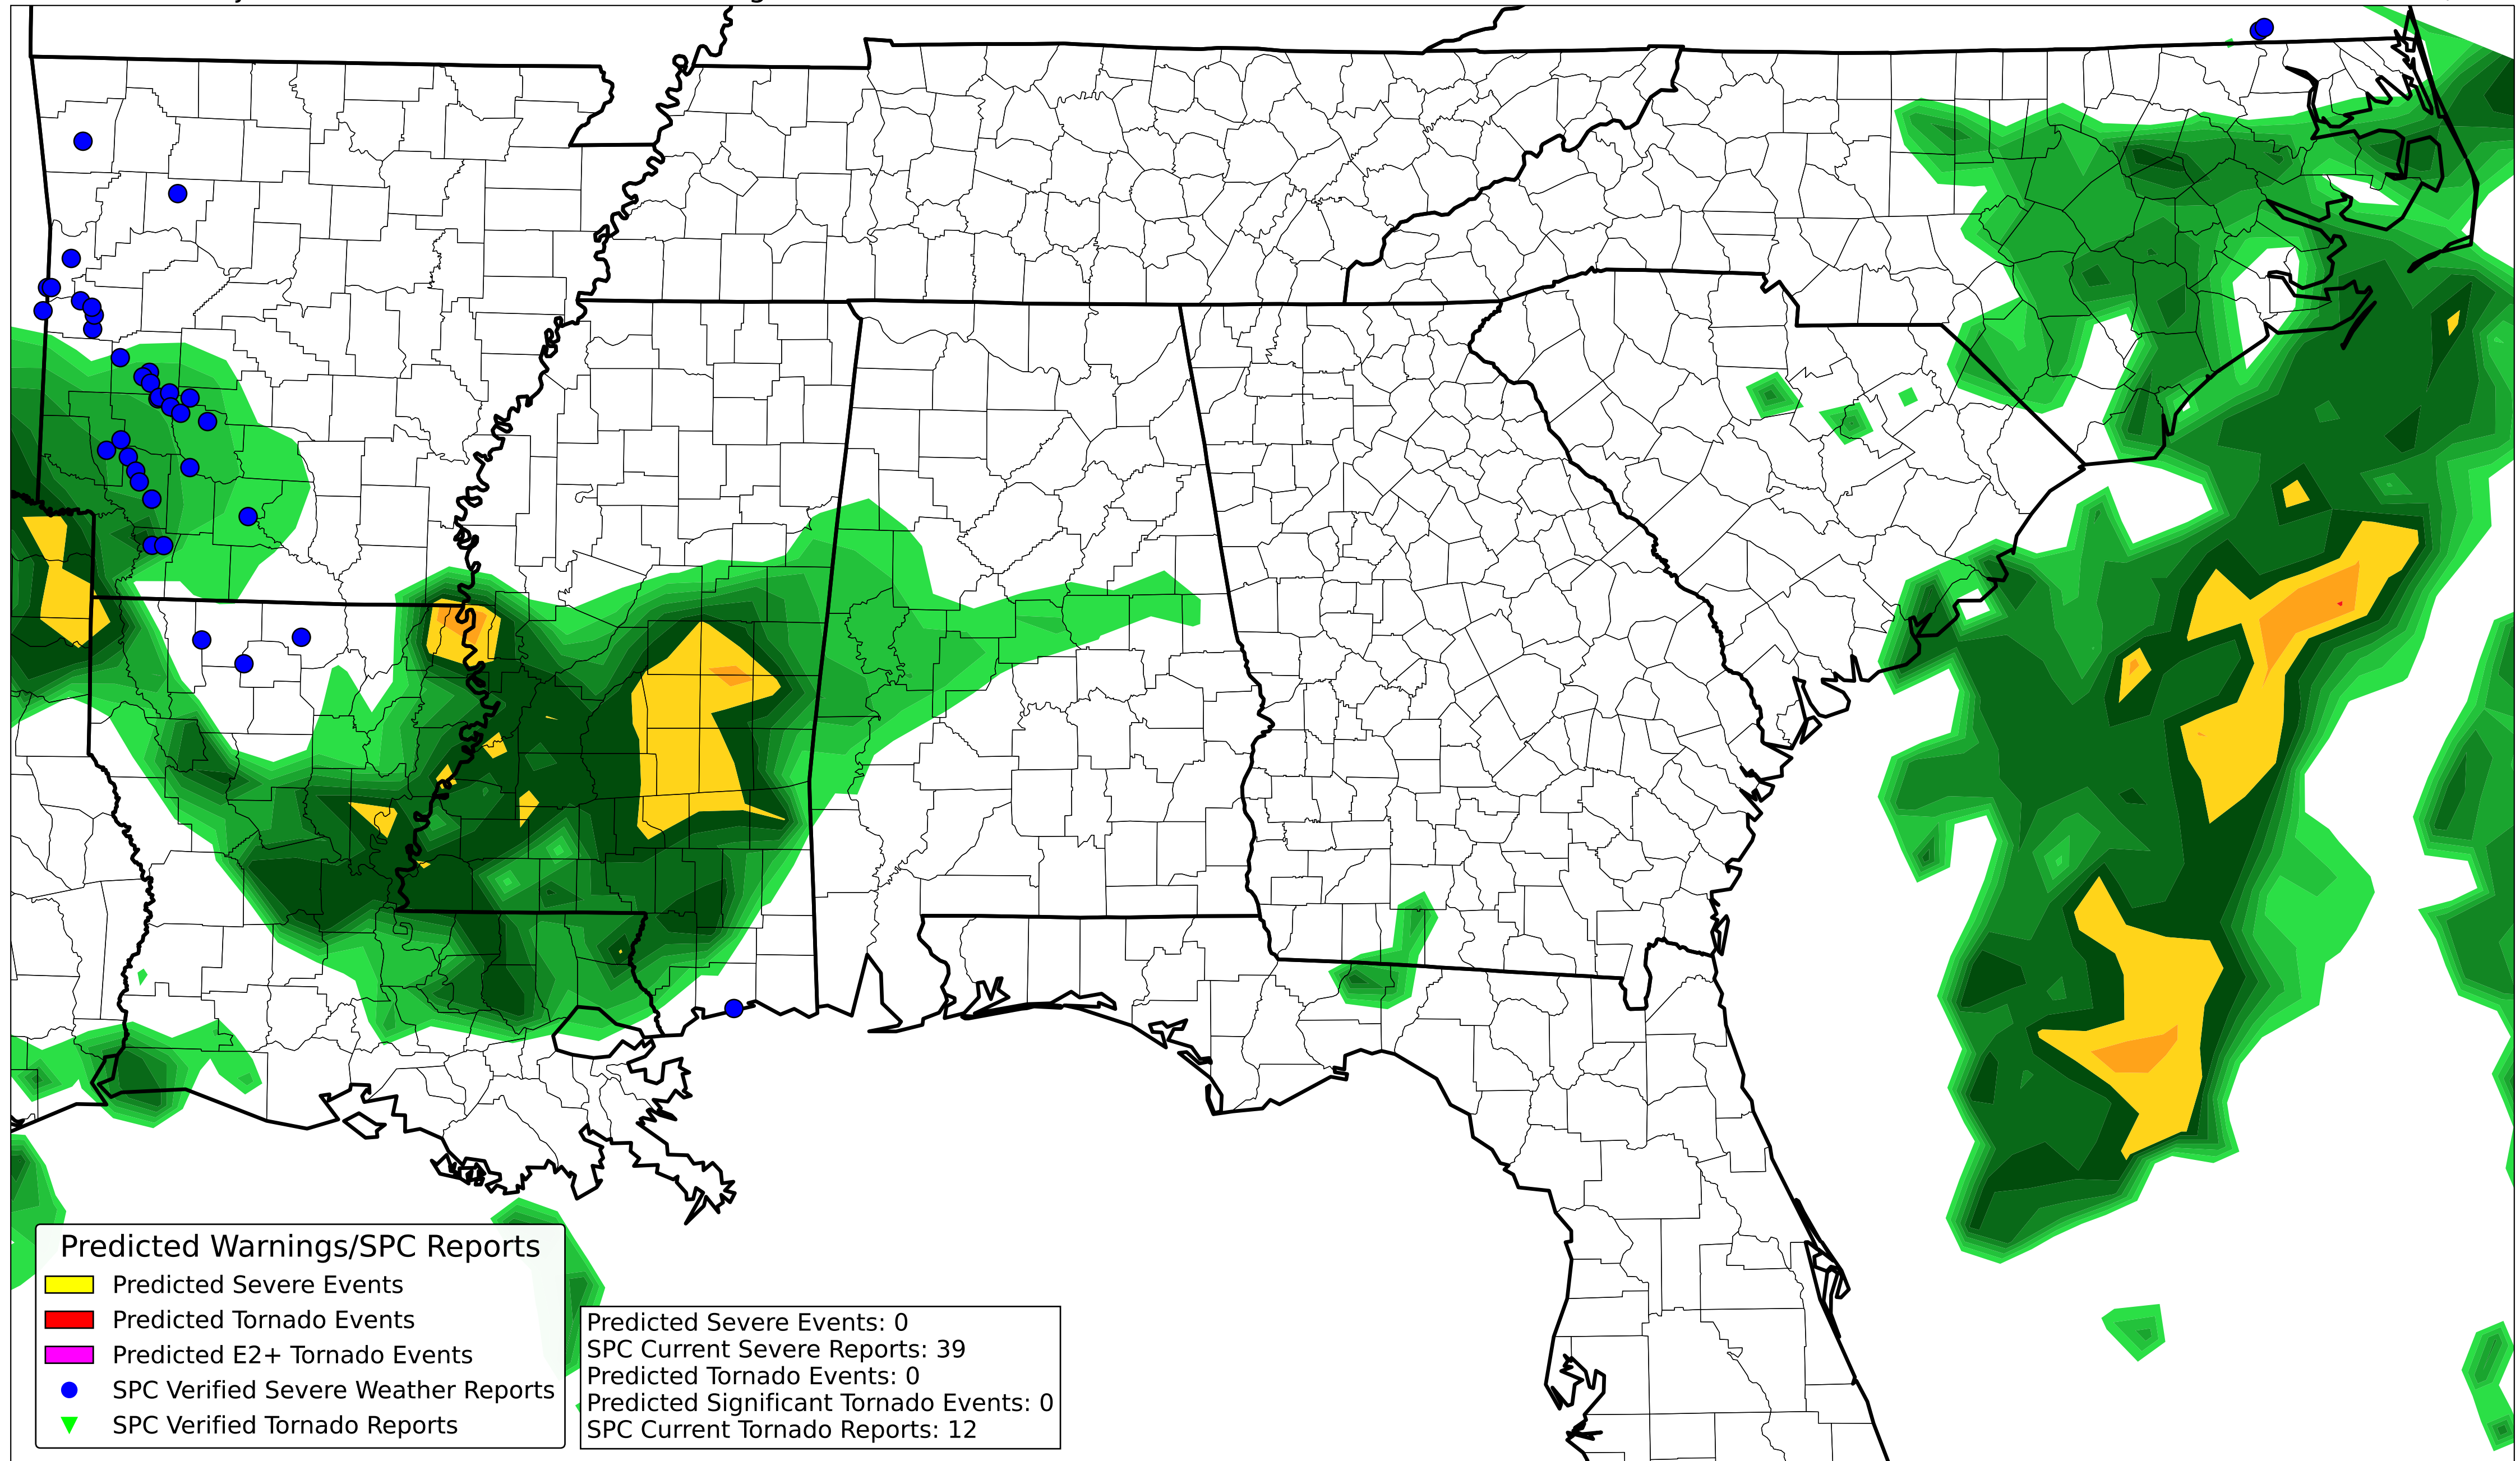 Predicted Warnings/SPC Reports
Predicted Severe Events
Predicted Tornado Events
Predicted E2+ Tornado Events
SPC Verified Severe Weather Reports
SPC Verified Tornado Reports
Predicted Severe Events: 0
SPC Current Severe Reports: 39
Predicted Tornado Events: 0
Predicted Significant Tornado Events: 0
SPC Current Tornado Reports: 12